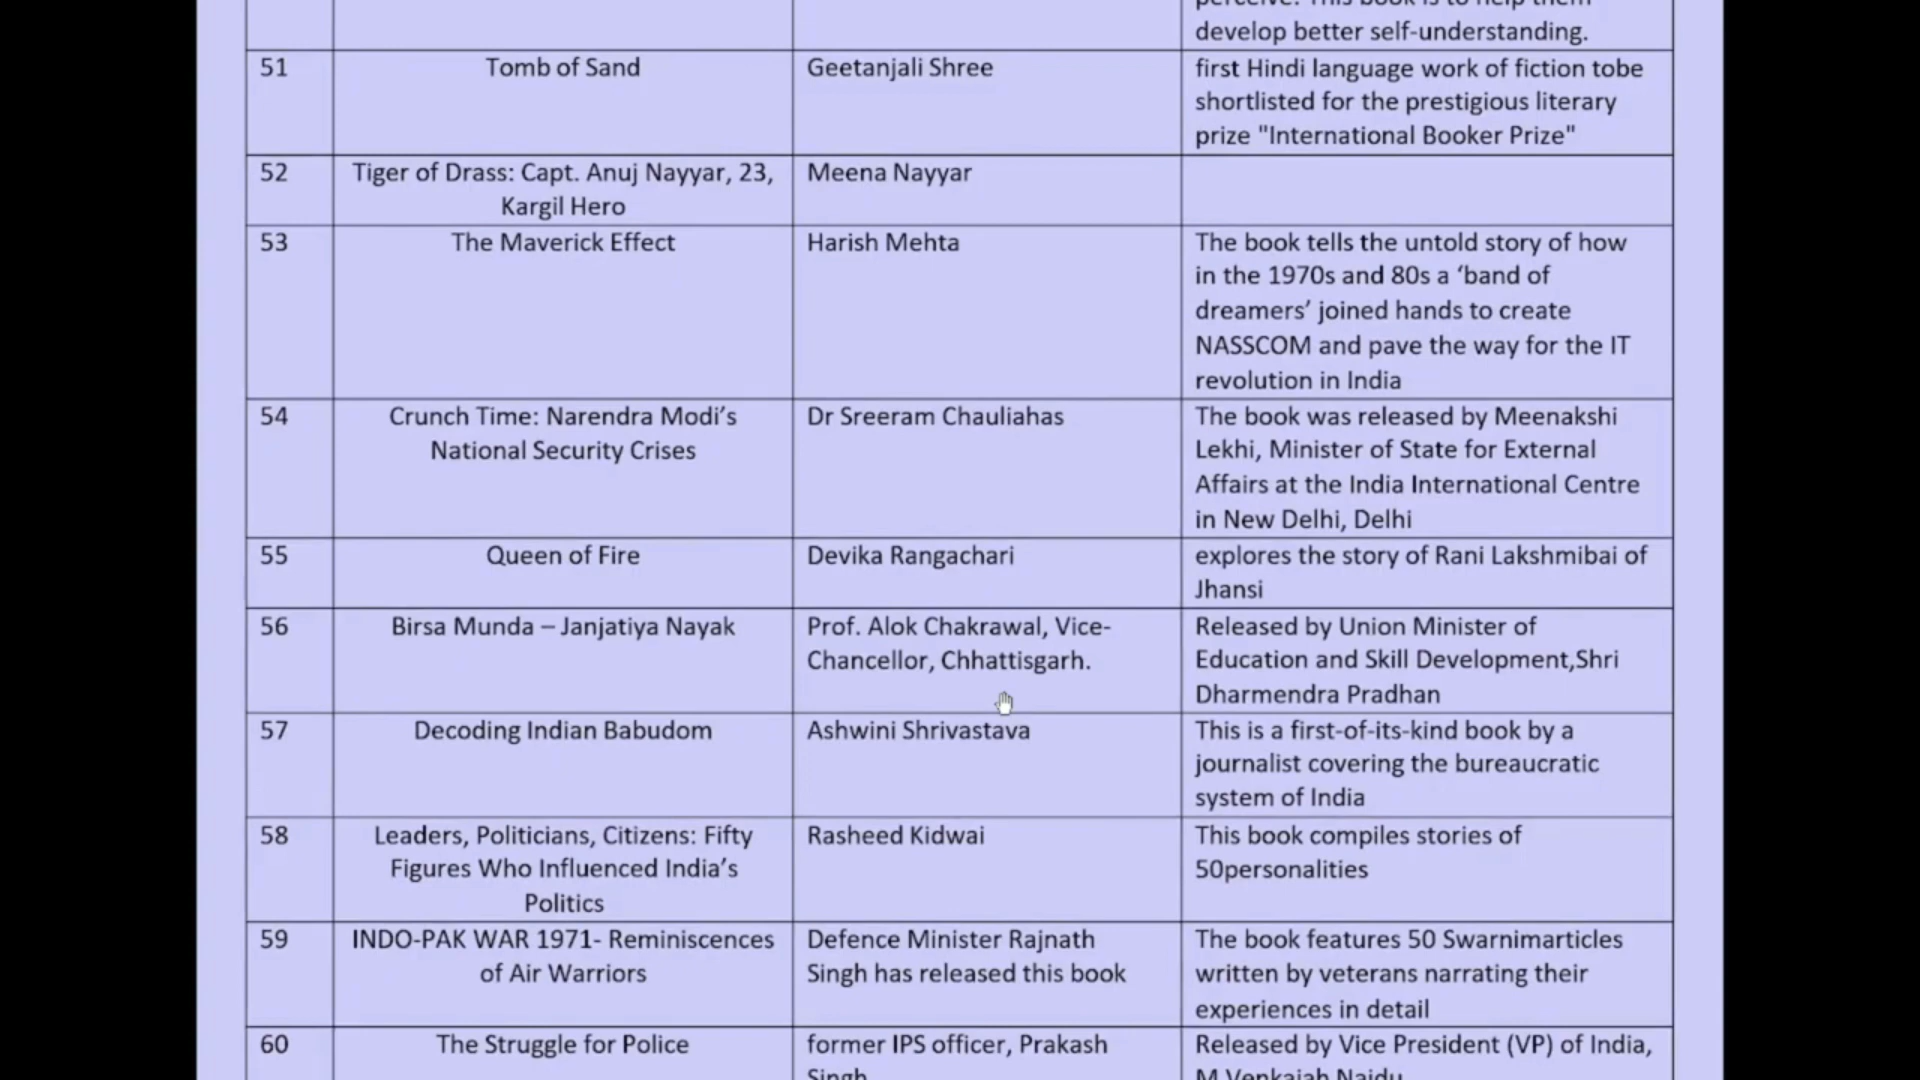 develop better self-understanding.
51 Tomb of Sand Geetanjali Shree first Hindi language work of fiction tobe
shortlisted for the prestigious literary
prize "International Booker Prize"
52 Tiger of Drass: Capt. Anuj Nayyar, 23, Meena Nayyar
Kargil Hero
53 The Maverick Effect Harish Mehta The book tells the untold story of how
in the 1970s and 80s a ‘band of
dreamers’ joined hands to create
NASSCOM and pave the way for the IT
revolution in India
54 Crunch Time: Narendra Modi’s Dr Sreeram Chauliahas The book was released by Meenakshi
National Security Crises Lekhi, Minister of State for External
Affairs at the India International Centre
in New Delhi, Delhi
55 Queen of Fire Devika Rangachari explores the story of Rani Lakshmibai of
Jhansi
56 Birsa Munda – Janjatiya Nayak Prof. Alok Chakrawal, Vice- Released by Union Minister of
Chancellor, Chhattisgarh. Education and Skill Development,Shri
Dharmendra Pradhan
57 Decoding Indian Babudom Ashwini Shrivastava This is a first-of-its-kind book by a
journalist covering the bureaucratic
system of India
58 Leaders, Politicians, Citizens: Fifty Rasheed Kidwai This book compiles stories of
Figures Who Influenced India’s 50personalities
Politics
59 INDO-PAK WAR 1971- Reminiscences Defence Minister Rajnath The book features 50 Swarnimarticles
of Air Warriors Singh has released this book written by veterans narrating their
experiences in detail
60 The Struggle for Police former IPS officer, Prakash Released by Vice President (VP) of India,
Singh M Venkaiah Naidu